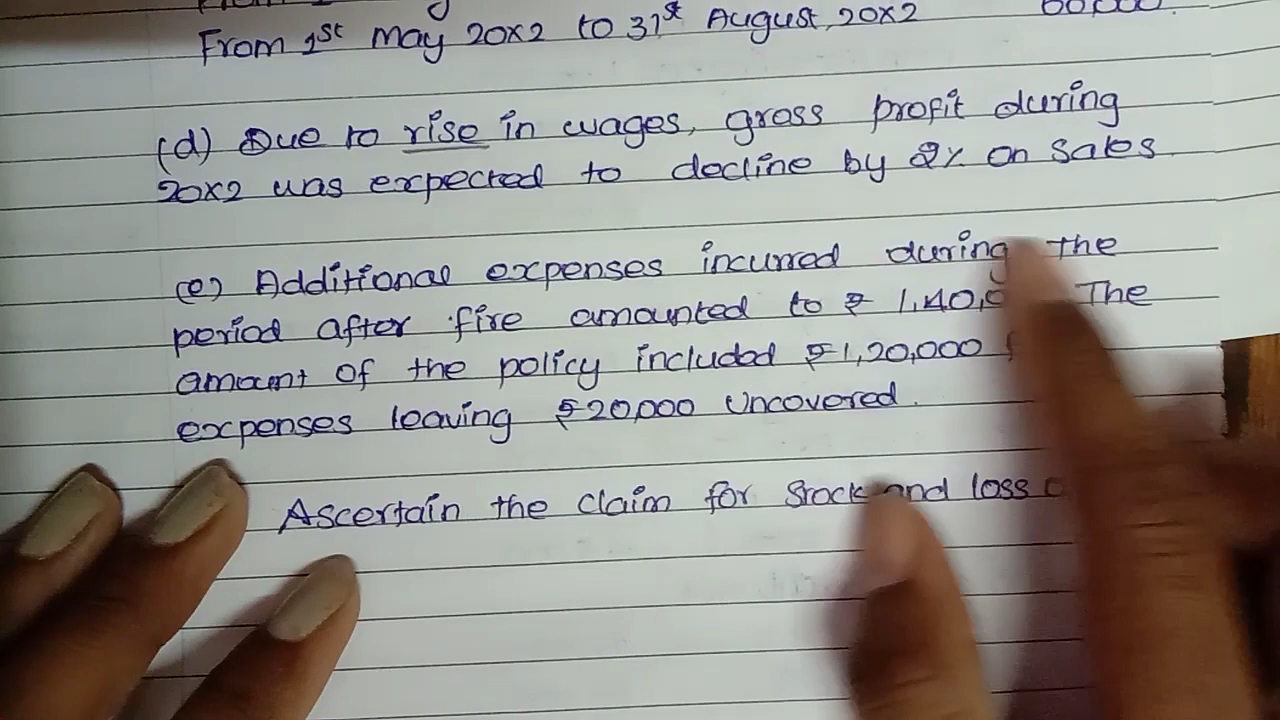 From 1st May 20x2 to 31st August, 20x2
(d) Due to rise in wages, gross profit during
20x2 was expected to decline by 2% on sales
(e) Additional expenses incurred during the
period after fire amounted to ₹ 1,40,0 The
amount of the policy included ₹1,20,000
expenses leaving ₹20,000 Uncovered.
Ascertain the claim for stock and loss